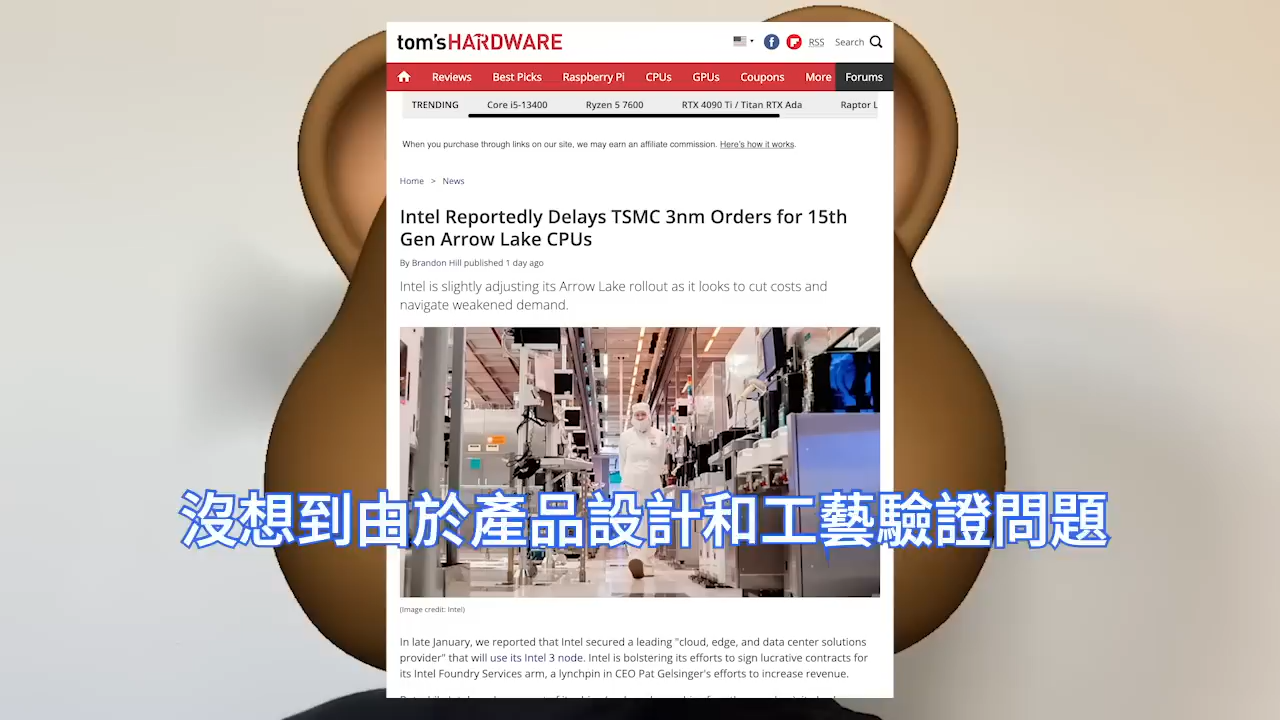 tom'sHARDWARE
RSS Search
Reviews Best Picks Raspberry Pi CPUs GPUs Coupons More Forums
TRENDING Core i5-13400 Ryzen 5 7600 RTX 4090 Ti / Titan RTX Ada Raptor L
When you purchase through links on our site, we may earn an affiliate commission. Here's how it works.
Home > News
Intel Reportedly Delays TSMC 3nm Orders for 15th
Gen Arrow Lake CPUs
By Brandon Hill published 1 day ago
Intel is slightly adjusting its Arrow Lake rollout as it looks to cut costs and
navigate weakened demand.
沒想到由於產品設計和工藝驗證問題
(Image credit: Intel)
In late January, we reported that Intel secured a leading "cloud, edge, and data center solutions
provider" that will use its Intel 3 node. Intel is bolstering its efforts to sign lucrative contracts for
its Intel Foundry Services arm, a lynchpin in CEO Pat Gelsinger's efforts to increase revenue.